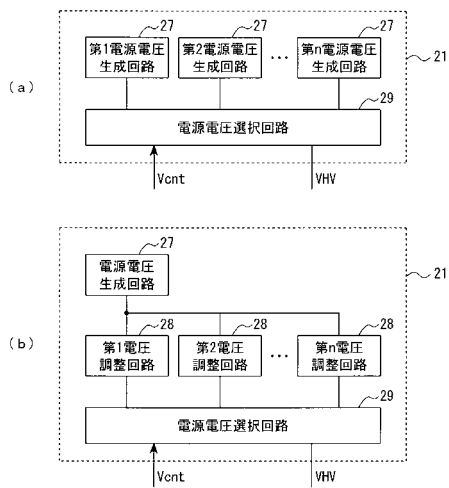 (a)
27
27
27
第1電源電圧
生成回路
第2電源電圧
生成回路
...
第n電源電圧
生成回路
21
29
電源電圧選択回路
Vcnt
VHV
(b)
27
電源電圧
生成回路
21
28
28
28
第1電圧
調整回路
第2電圧
調整回路
...
第n電圧
調整回路
29
電源電圧選択回路
Vcnt
VHV